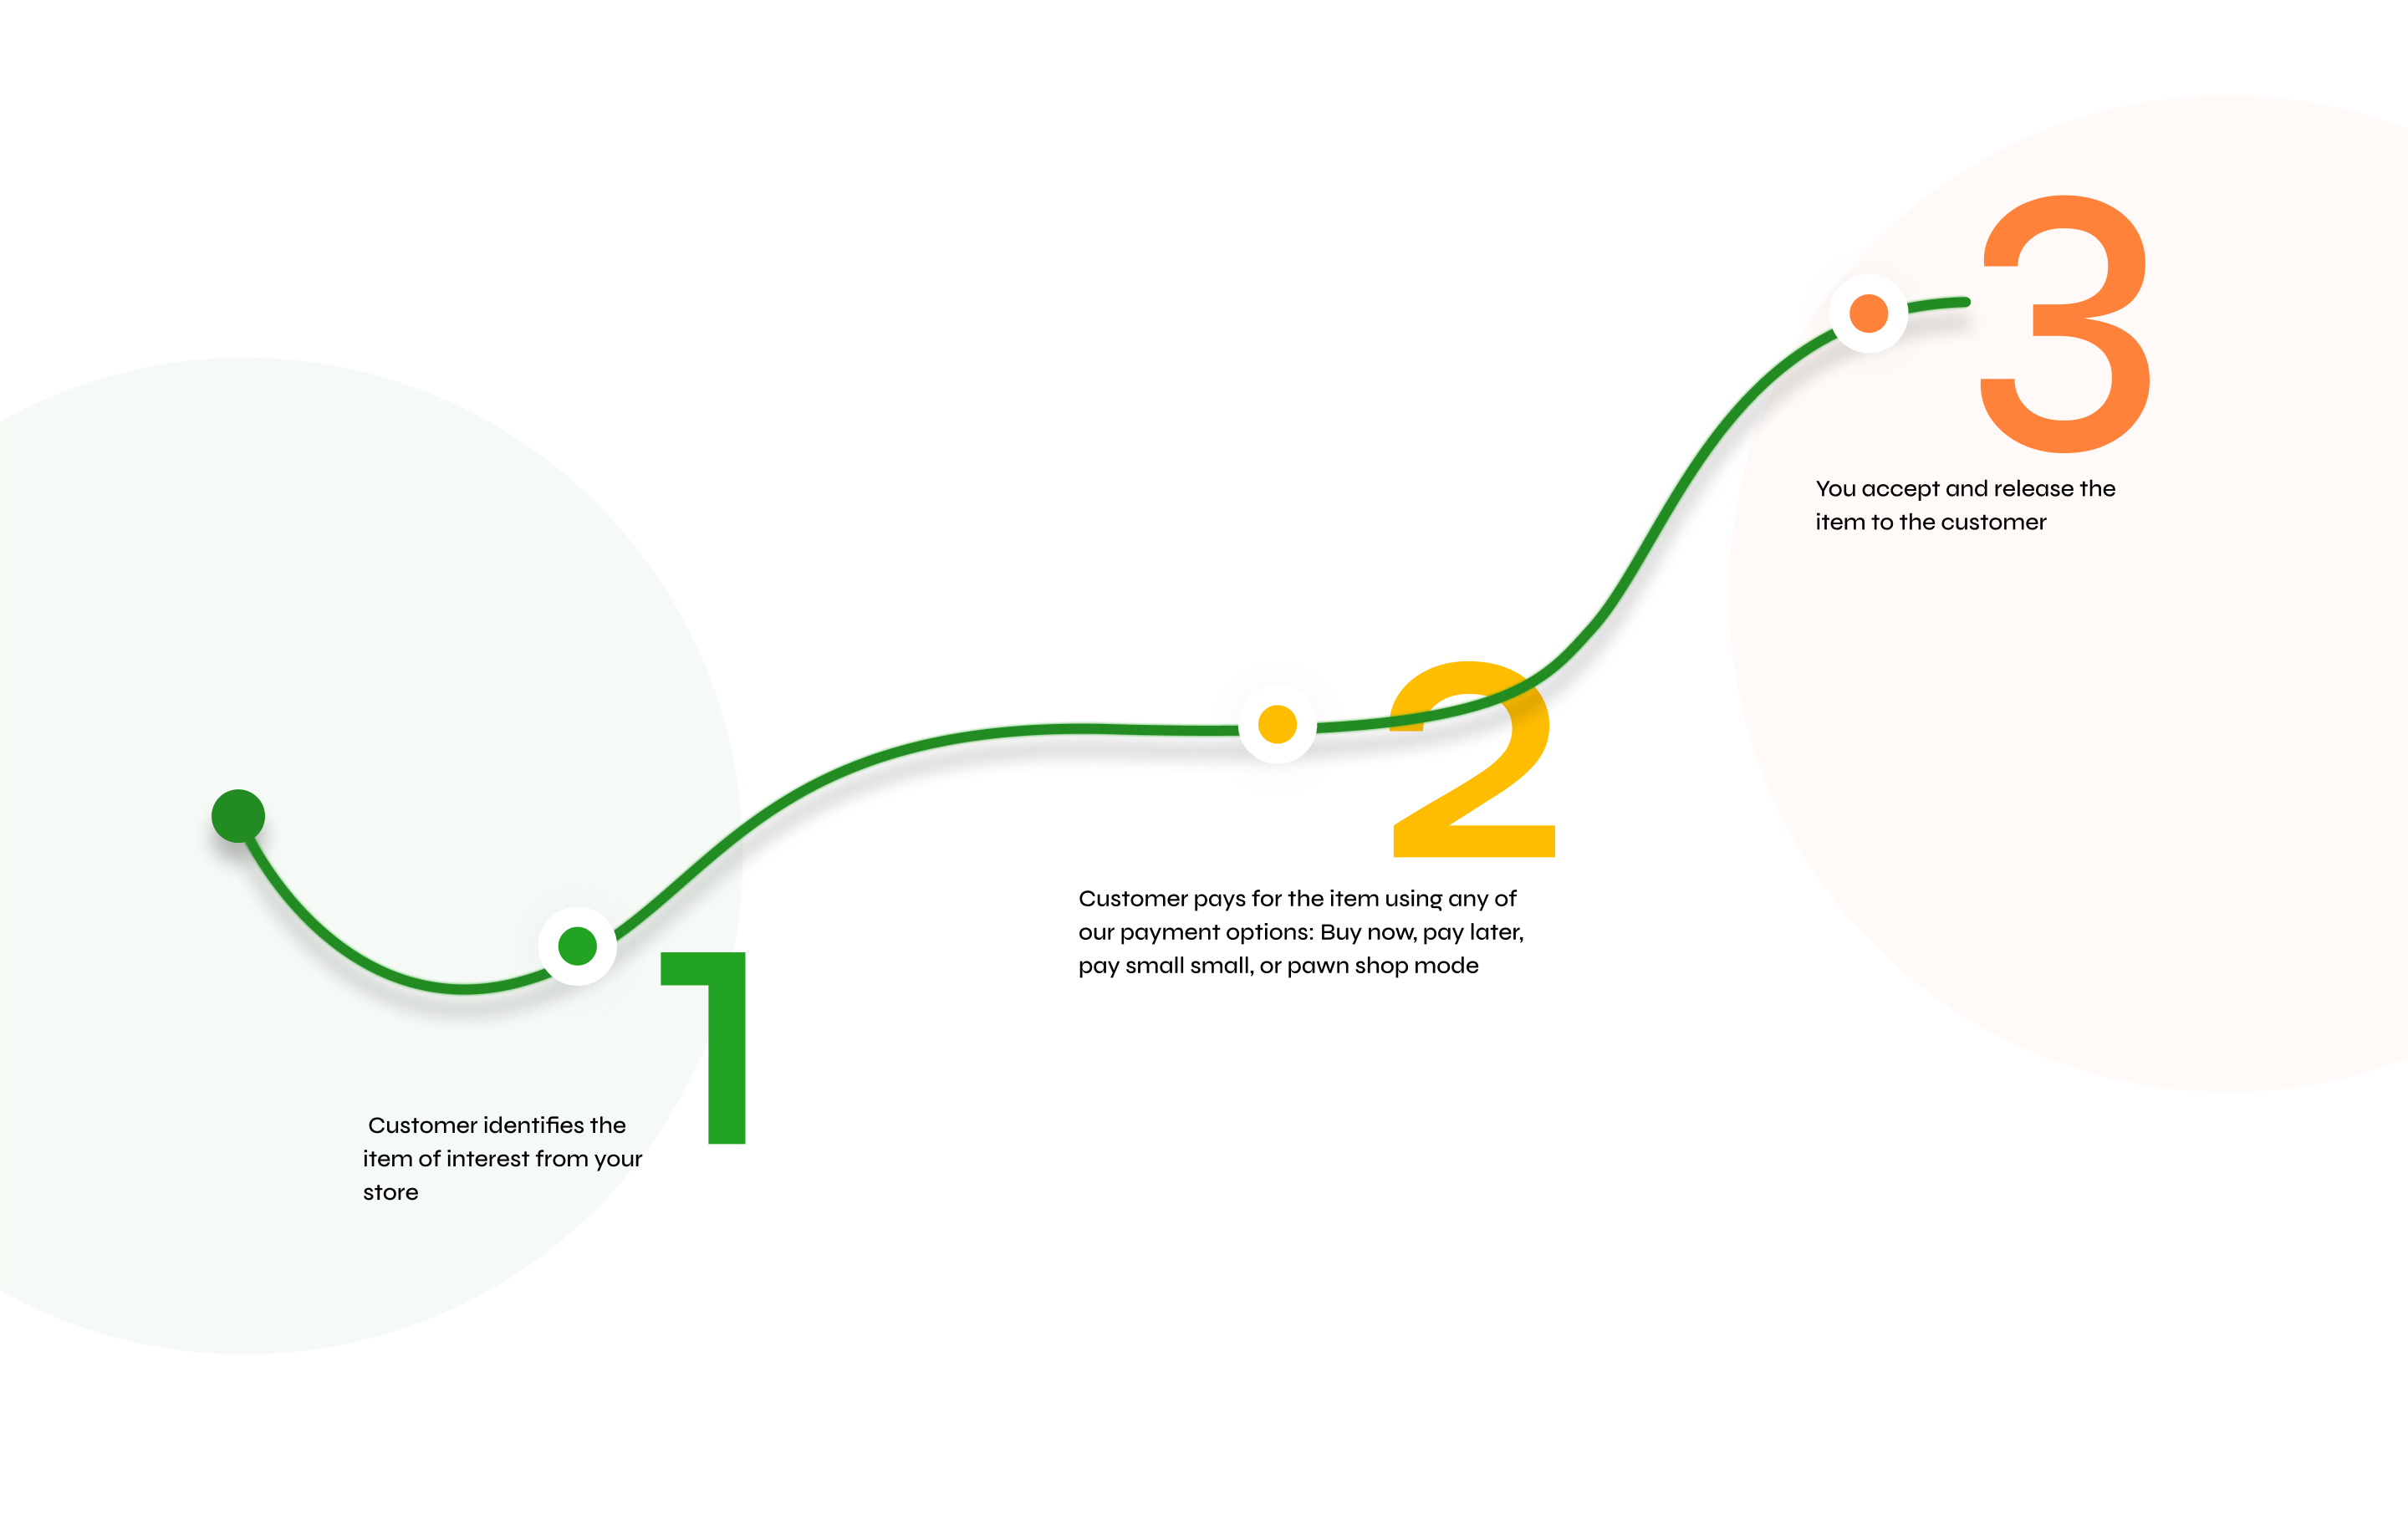 1
Customer identifies the
item of interest from your
store
2
Customer pays for the item using any of
our payment options: Buy now, pay later,
pay small small, or pawn shop mode
3
You accept and release the
item to the customer